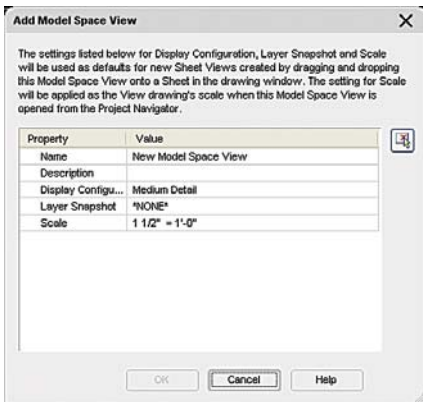 Add Model Space View
The settings listed below for Display Configuration, Layer Snapshot and Scale
will be used as defaults for new Sheet Views created by dragging and dropping
this Model Space View onto a Sheet in the drawing window. The setting for Scale
will be applied as the View drawing's scale when this Model Space View is
opened from the Project Navigator.
Property Value
Name New Model Space View
Description
Display Configu... Medium Detail
Layer Snapshot *NONE*
Scale 1 1/2" = 1'-0"
OK Cancel Help